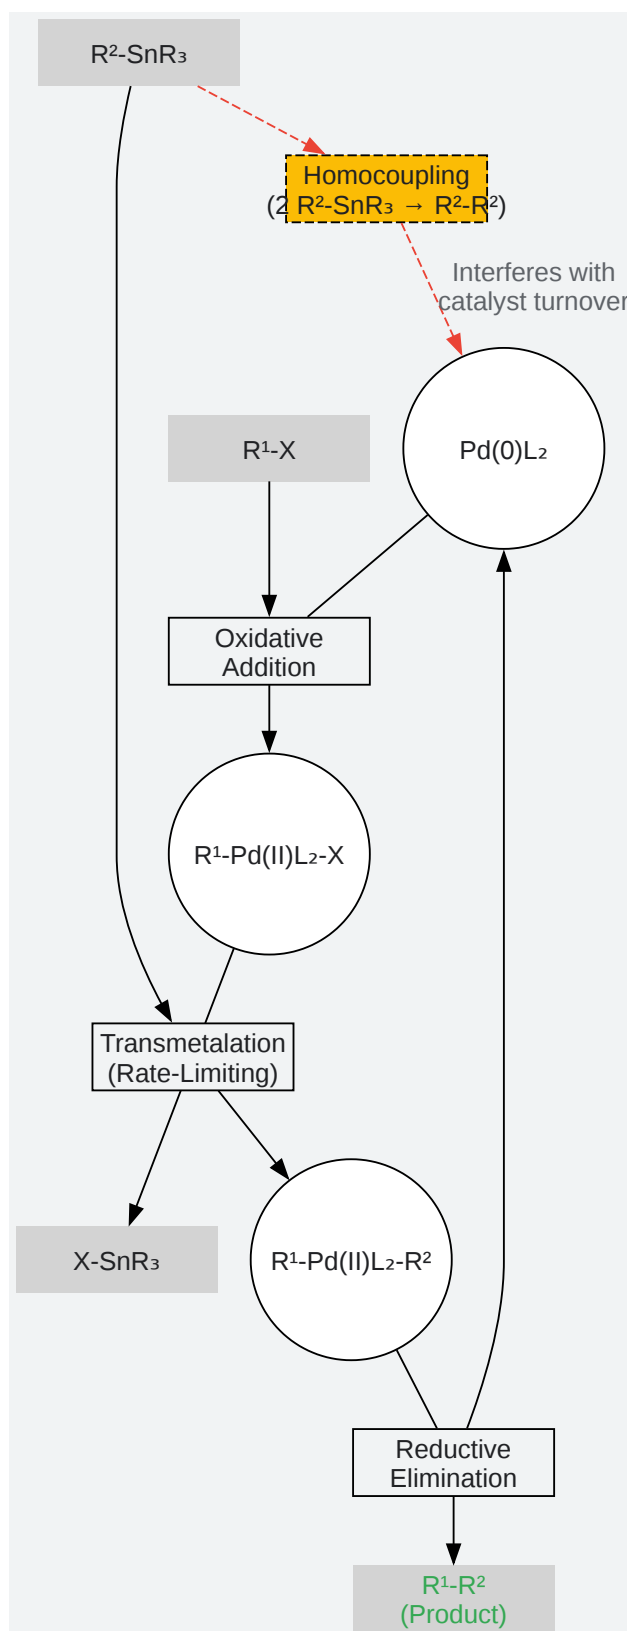 R²-SnR₃
Homocoupling
(2 R²-SnR₃ → R²-R²)
Interferes with
catalyst turnover
R¹-X
Pd(0)L₂
Oxidative
Addition
R¹-Pd(II)L₂-X
Transmetalation
(Rate-Limiting)
X-SnR₃
R¹-Pd(II)L₂-R²
Reductive
Elimination
R¹-R²
(Product)